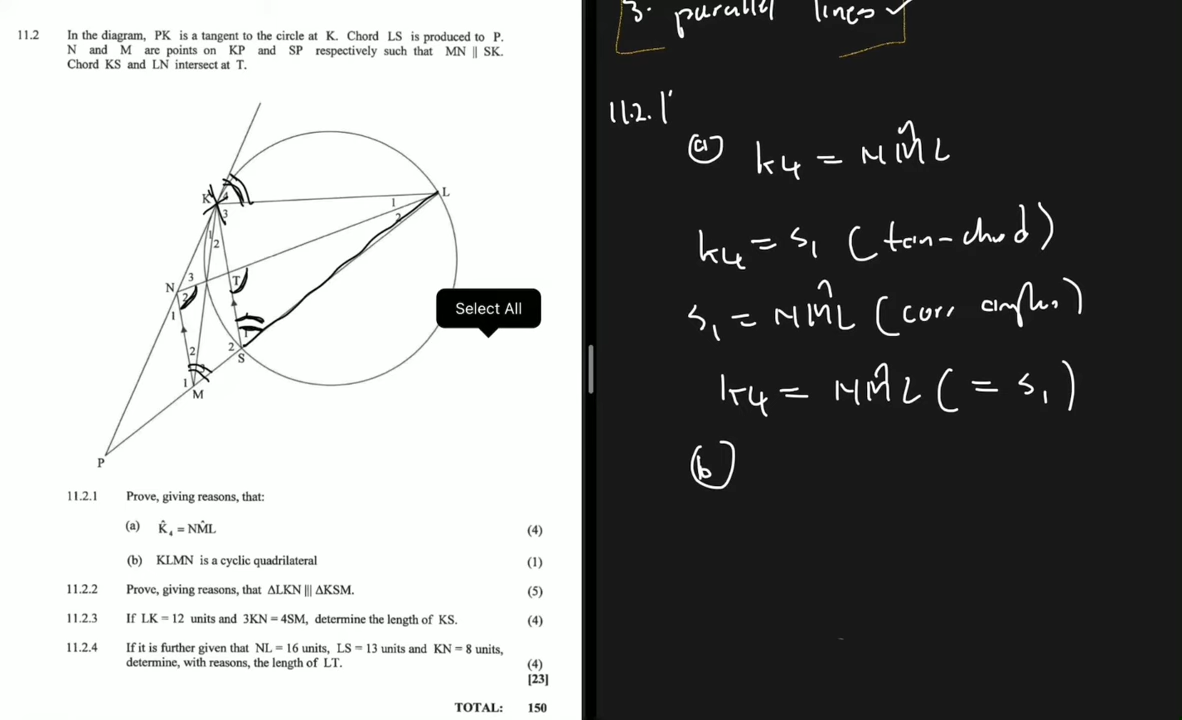 11.2 In the diagram, PK is a tangent to the circle at K. Chord LS is produced to P.
N and M are points on KP and SP respectively such that MN || SK.
Chord KS and LN intersect at T.
K
4
3
1
2
L
1
2
N
3
2
1
T
1
2
S
2
1
M
P
Select All
11.2.1 Prove, giving reasons, that:
(a) K̂₄ = NM̂L (4)
(b) KLMN is a cyclic quadrilateral (1)
11.2.2 Prove, giving reasons, that ΔLKN ||| ΔKSM. (5)
11.2.3 If LK = 12 units and 3KN = 4SM, determine the length of KS. (4)
11.2.4 If it is further given that NL = 16 units, LS = 13 units and KN = 8 units,
determine, with reasons, the length of LT. (4)
[23]
TOTAL: 150
3. parallel lines ✓
11.2.1
(a) k4 = NM̂L
k4 = s1 (tan-chord)
s1 = NM̂L (corr angles)
k4 = NM̂L (= s1)
(b)